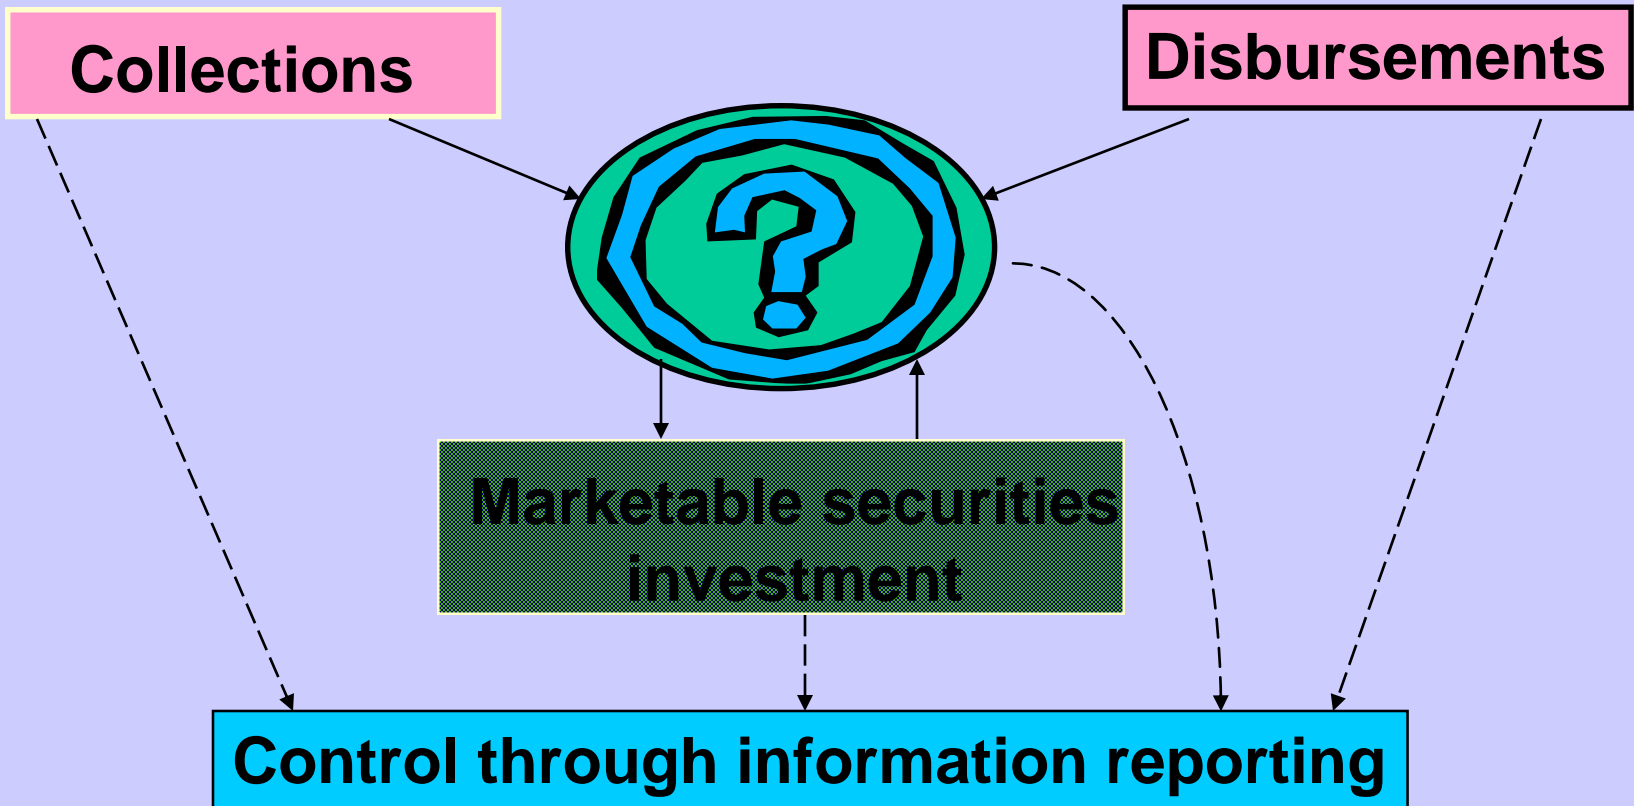 Collections
Disbursements
?
Marketable securities
investment
Control through information reporting